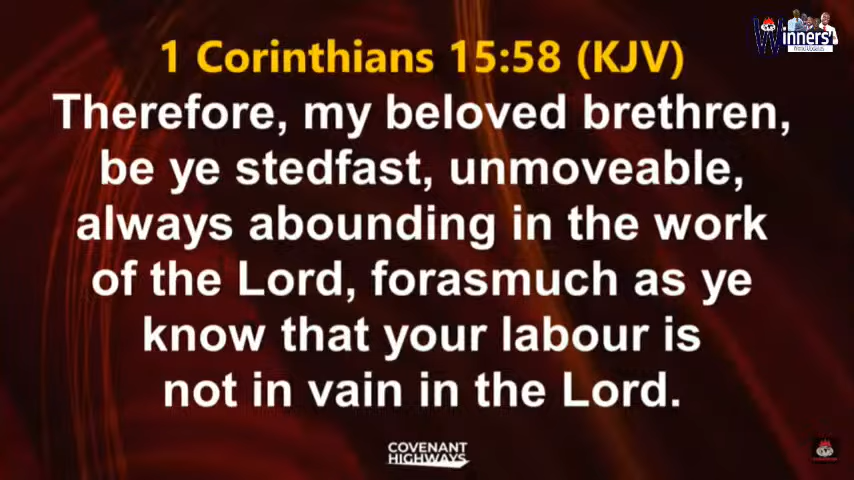 Winners'
1 Corinthians 15:58 (KJV)
Therefore, my beloved brethren,
be ye stedfast, unmoveable,
always abounding in the work
of the Lord, forasmuch as ye
know that your labour is
not in vain in the Lord.
COVENANT
HIGHWAYS